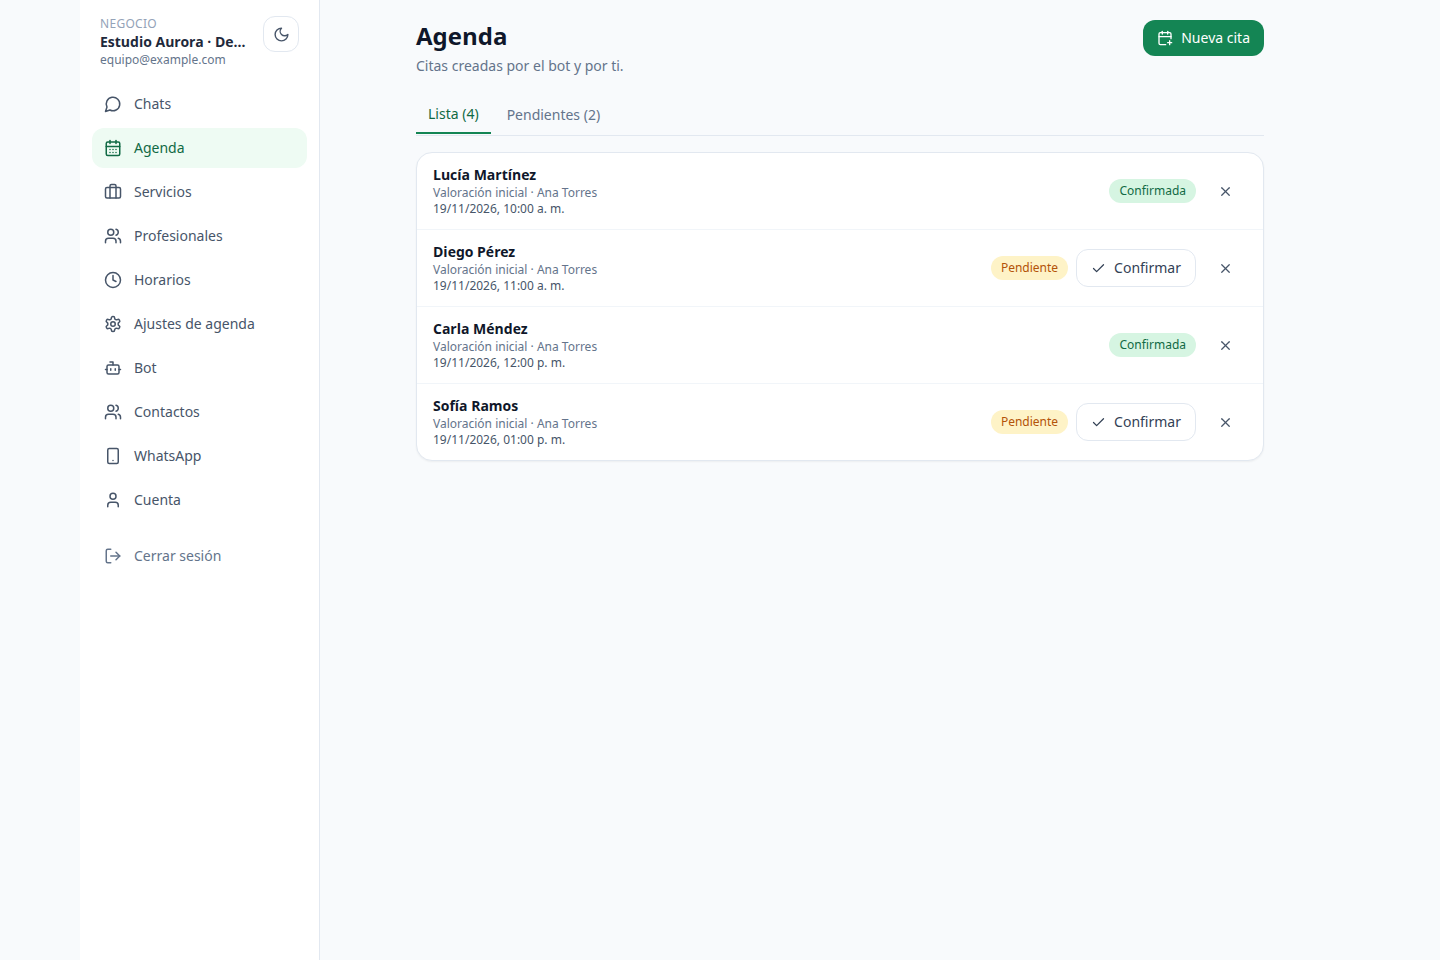 NEGOCIO
Estudio Aurora · De...
equipo@example.com
Chats
Agenda
Servicios
Profesionales
Horarios
Ajustes de agenda
Bot
Contactos
WhatsApp
Cuenta
Cerrar sesión
Agenda
Citas creadas por el bot y por ti.
Nueva cita
Lista (4) Pendientes (2)
Lucía Martínez
Valoración inicial · Ana Torres
19/11/2026, 10:00 a. m.
Confirmada
Diego Pérez
Valoración inicial · Ana Torres
19/11/2026, 11:00 a. m.
Pendiente Confirmar
Carla Méndez
Valoración inicial · Ana Torres
19/11/2026, 12:00 p. m.
Confirmada
Sofía Ramos
Valoración inicial · Ana Torres
19/11/2026, 01:00 p. m.
Pendiente Confirmar